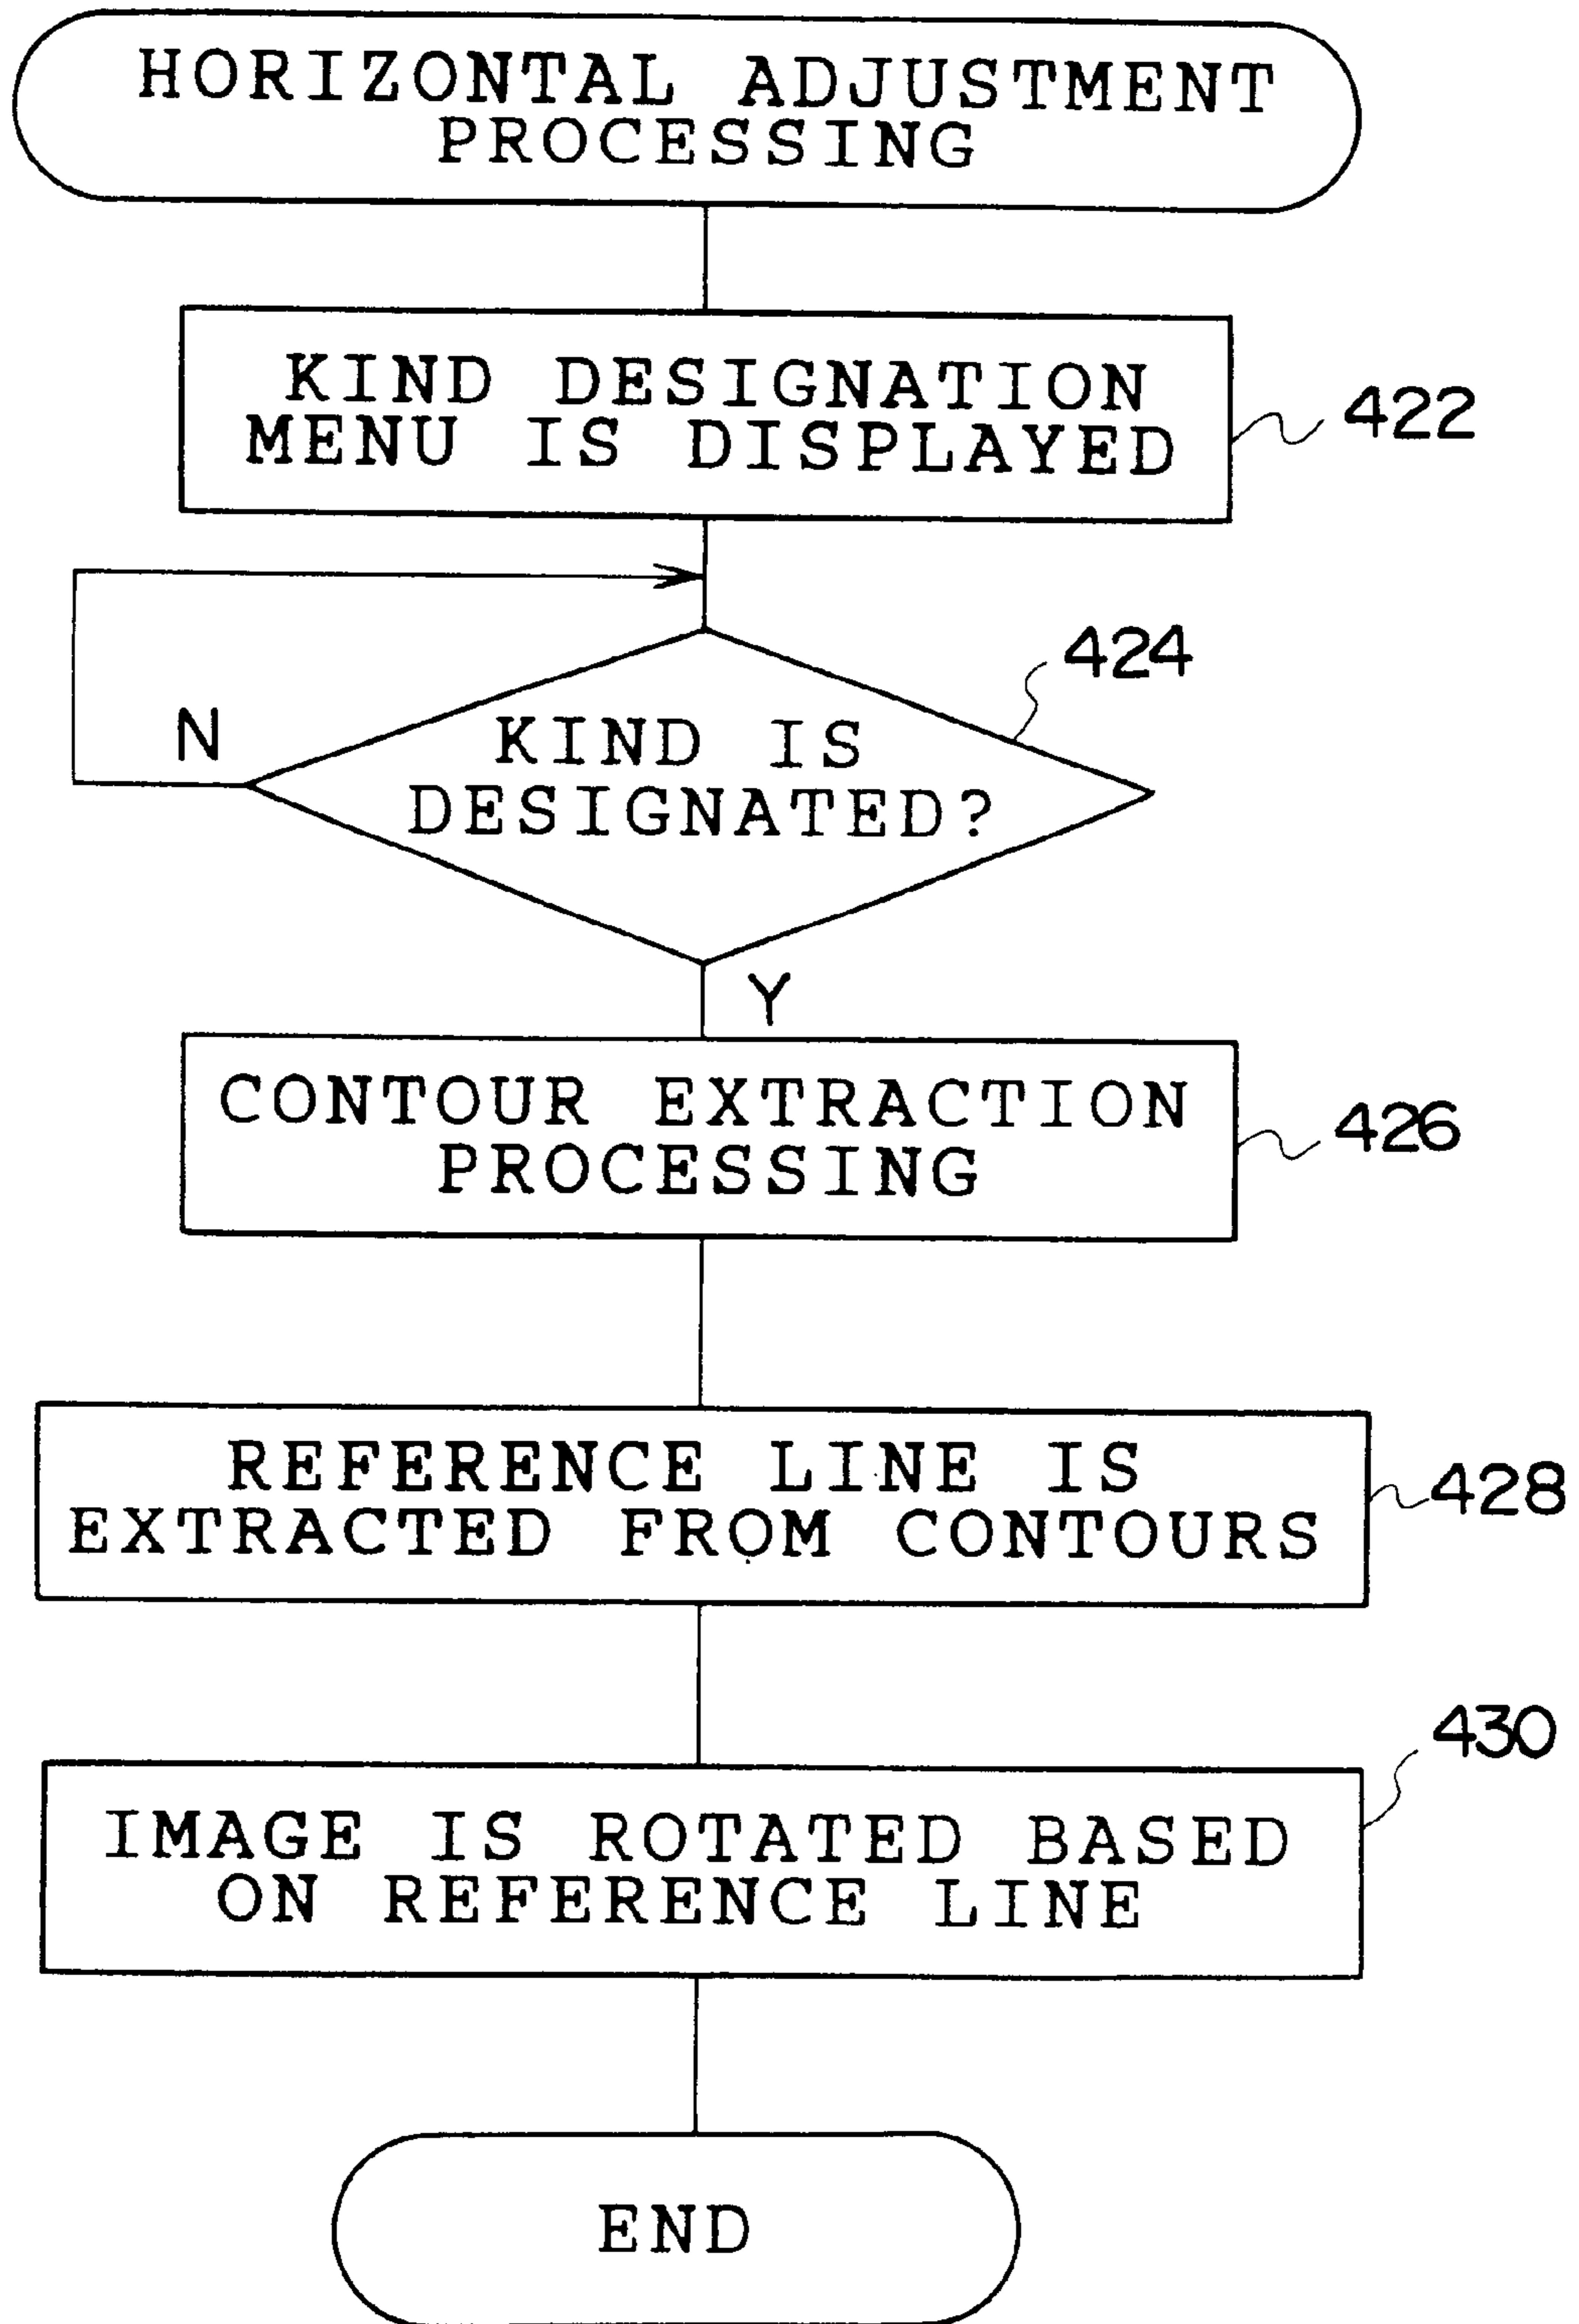 HORIZONTAL ADJUSTMENT
PROCESSING
KIND DESIGNATION
MENU IS DISPLAYED
422
424
N
KIND IS
DESIGNATED?
Y
CONTOUR EXTRACTION
PROCESSING
426
REFERENCE LINE IS
EXTRACTED FROM CONTOURS
428
430
IMAGE IS ROTATED BASED
ON REFERENCE LINE
END